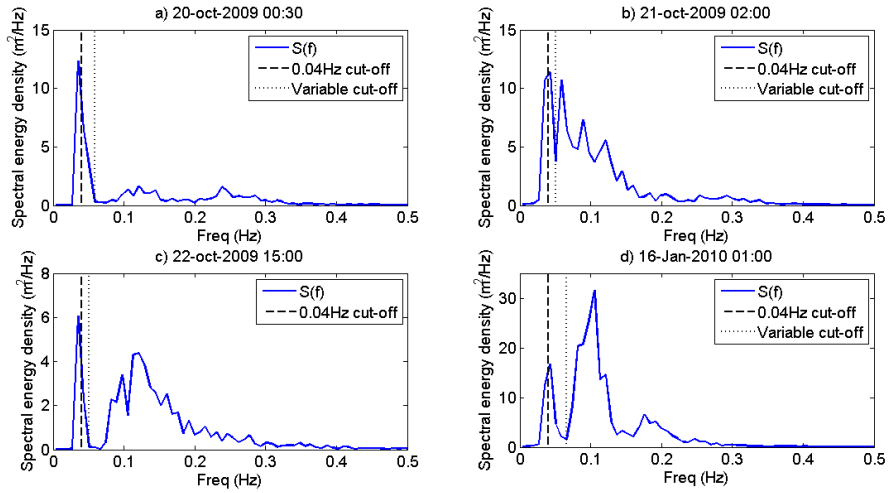 a) 20-oct-2009 00:30
Spectral energy density (m²/Hz)
15
10
5
0
S(f)
0.04Hz cut-off
Variable cut-off
0 0.1 0.2 0.3 0.4 0.5
Freq (Hz)
b) 21-oct-2009 02:00
Spectral energy density (m²/Hz)
15
10
5
0
S(f)
0.04Hz cut-off
Variable cut-off
0 0.1 0.2 0.3 0.4 0.5
Freq (Hz)
c) 22-oct-2009 15:00
Spectral energy density (m²/Hz)
8
6
4
2
0
S(f)
0.04Hz cut-off
0 0.1 0.2 0.3 0.4 0.5
Freq (Hz)
d) 16-Jan-2010 01:00
Spectral energy density (m²/Hz)
30
20
10
0
S(f)
0.04Hz cut-off
Variable cut-off
0 0.1 0.2 0.3 0.4 0.5
Freq (Hz)